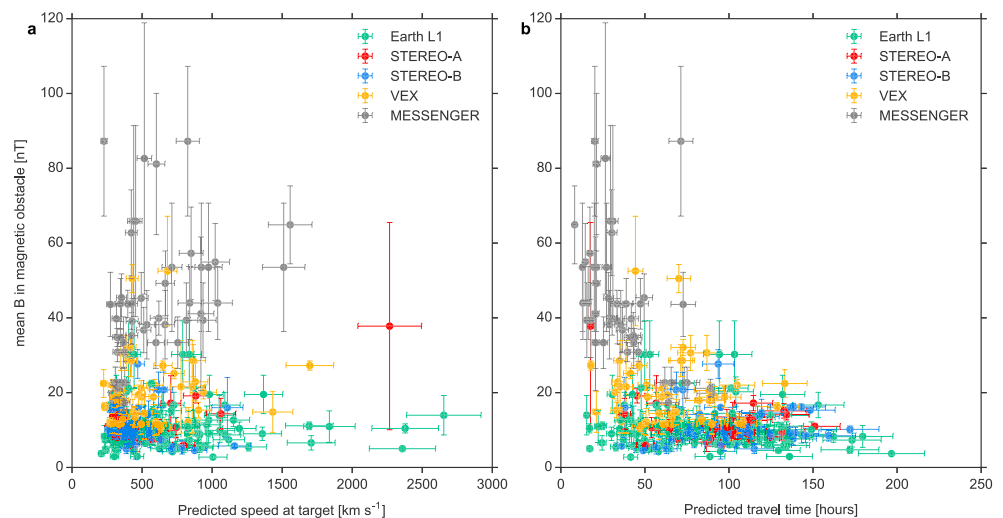 a
Earth L1
STEREO-A
STEREO-B
VEX
MESSENGER
mean B in magnetic obstacle [nT]
120
100
80
60
40
20
0
0 500 1000 1500 2000 2500 3000
Predicted speed at target [km s⁻¹]
b
Earth L1
STEREO-A
STEREO-B
VEX
MESSENGER
120
100
80
60
40
20
0
0 50 100 150 200 250
Predicted travel time [hours]